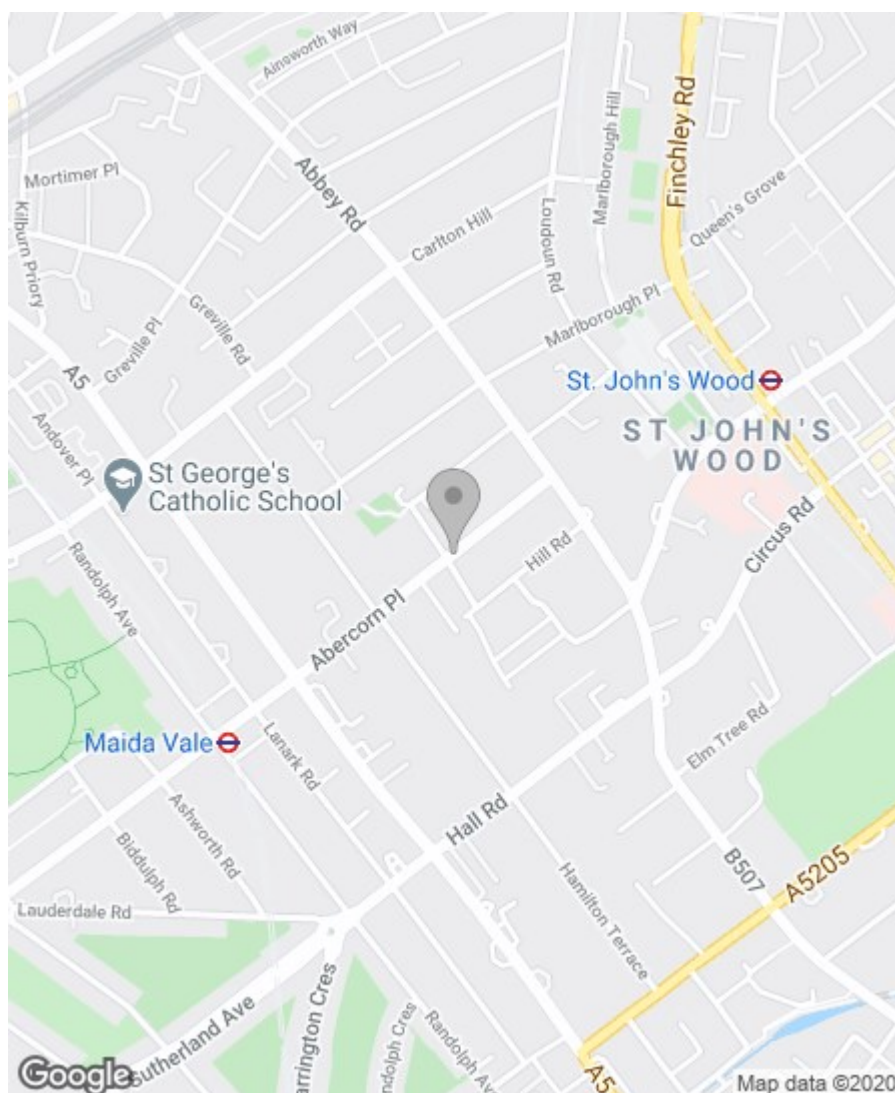 Ainsworth Way
Mortimer Pl
Kilburn Priory
Abbey Rd
Carlton Hill
Loudoun Rd
Marlborough Hill
Finchley Rd
Queen's Grove
Greville Pl
Greville Rd
Marlborough Pl
A5
St. John's Wood
ST JOHN'S
WOOD
Andover Pl
St George's
Catholic School
Randolph Ave
Hill Rd
Circus Rd
Abercorn Pl
Maida Vale
Lanark Rd
Elm Tree Rd
Ashworth Rd
Biddulph Rd
Hall Rd
B507
A5205
Lauderdale Rd
Hamilton Terrace
Sutherland Ave
arrington Cres
andolph Cres
Randolph Ave
A5
Google
Map data ©2020